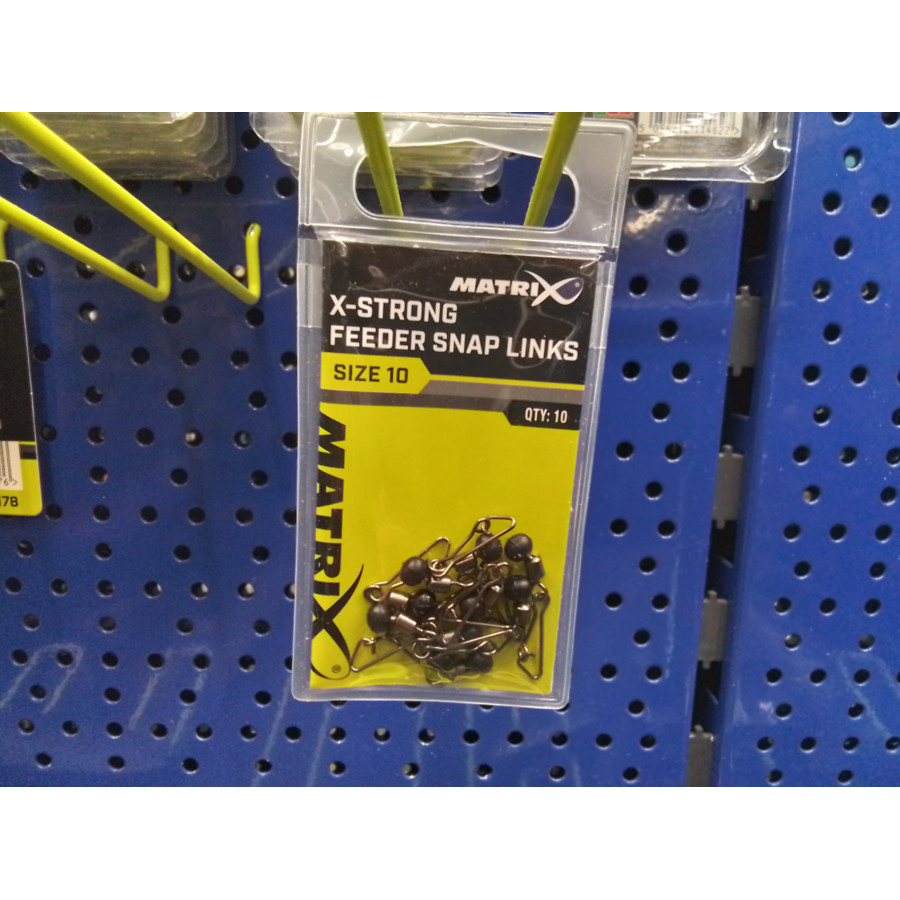 MATRIX
X-STRONG
FEEDER SNAP LINKS
SIZE 10
QTY: 10
MATRIX
®